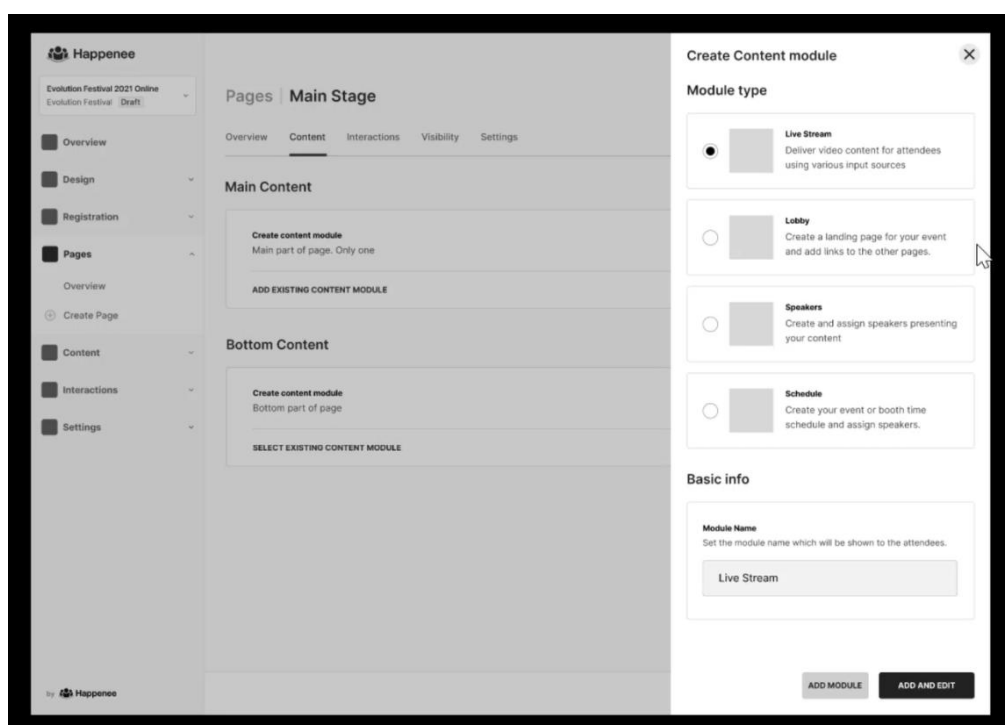 Happenee
Evolution Festival 2021 Online
Evolution Festival Draft
Overview
Design
Registration
Pages
Overview
Create Page
Content
Interactions
Settings
by Happenee
Pages | Main Stage
Overview Content Interactions Visibility Settings
Main Content
Create content module
Main part of page. Only one
ADD EXISTING CONTENT MODULE
Bottom Content
Create content module
Bottom part of page
SELECT EXISTING CONTENT MODULE
Create Content module
Module type
Live Stream
Deliver video content for attendees
using various input sources
Lobby
Create a landing page for your event
and add links to the other pages.
Speakers
Create and assign speakers presenting
your content
Schedule
Create your event or booth time
schedule and assign speakers.
Basic info
Module Name
Set the module name which will be shown to the attendees.
Live Stream
ADD MODULE ADD AND EDIT